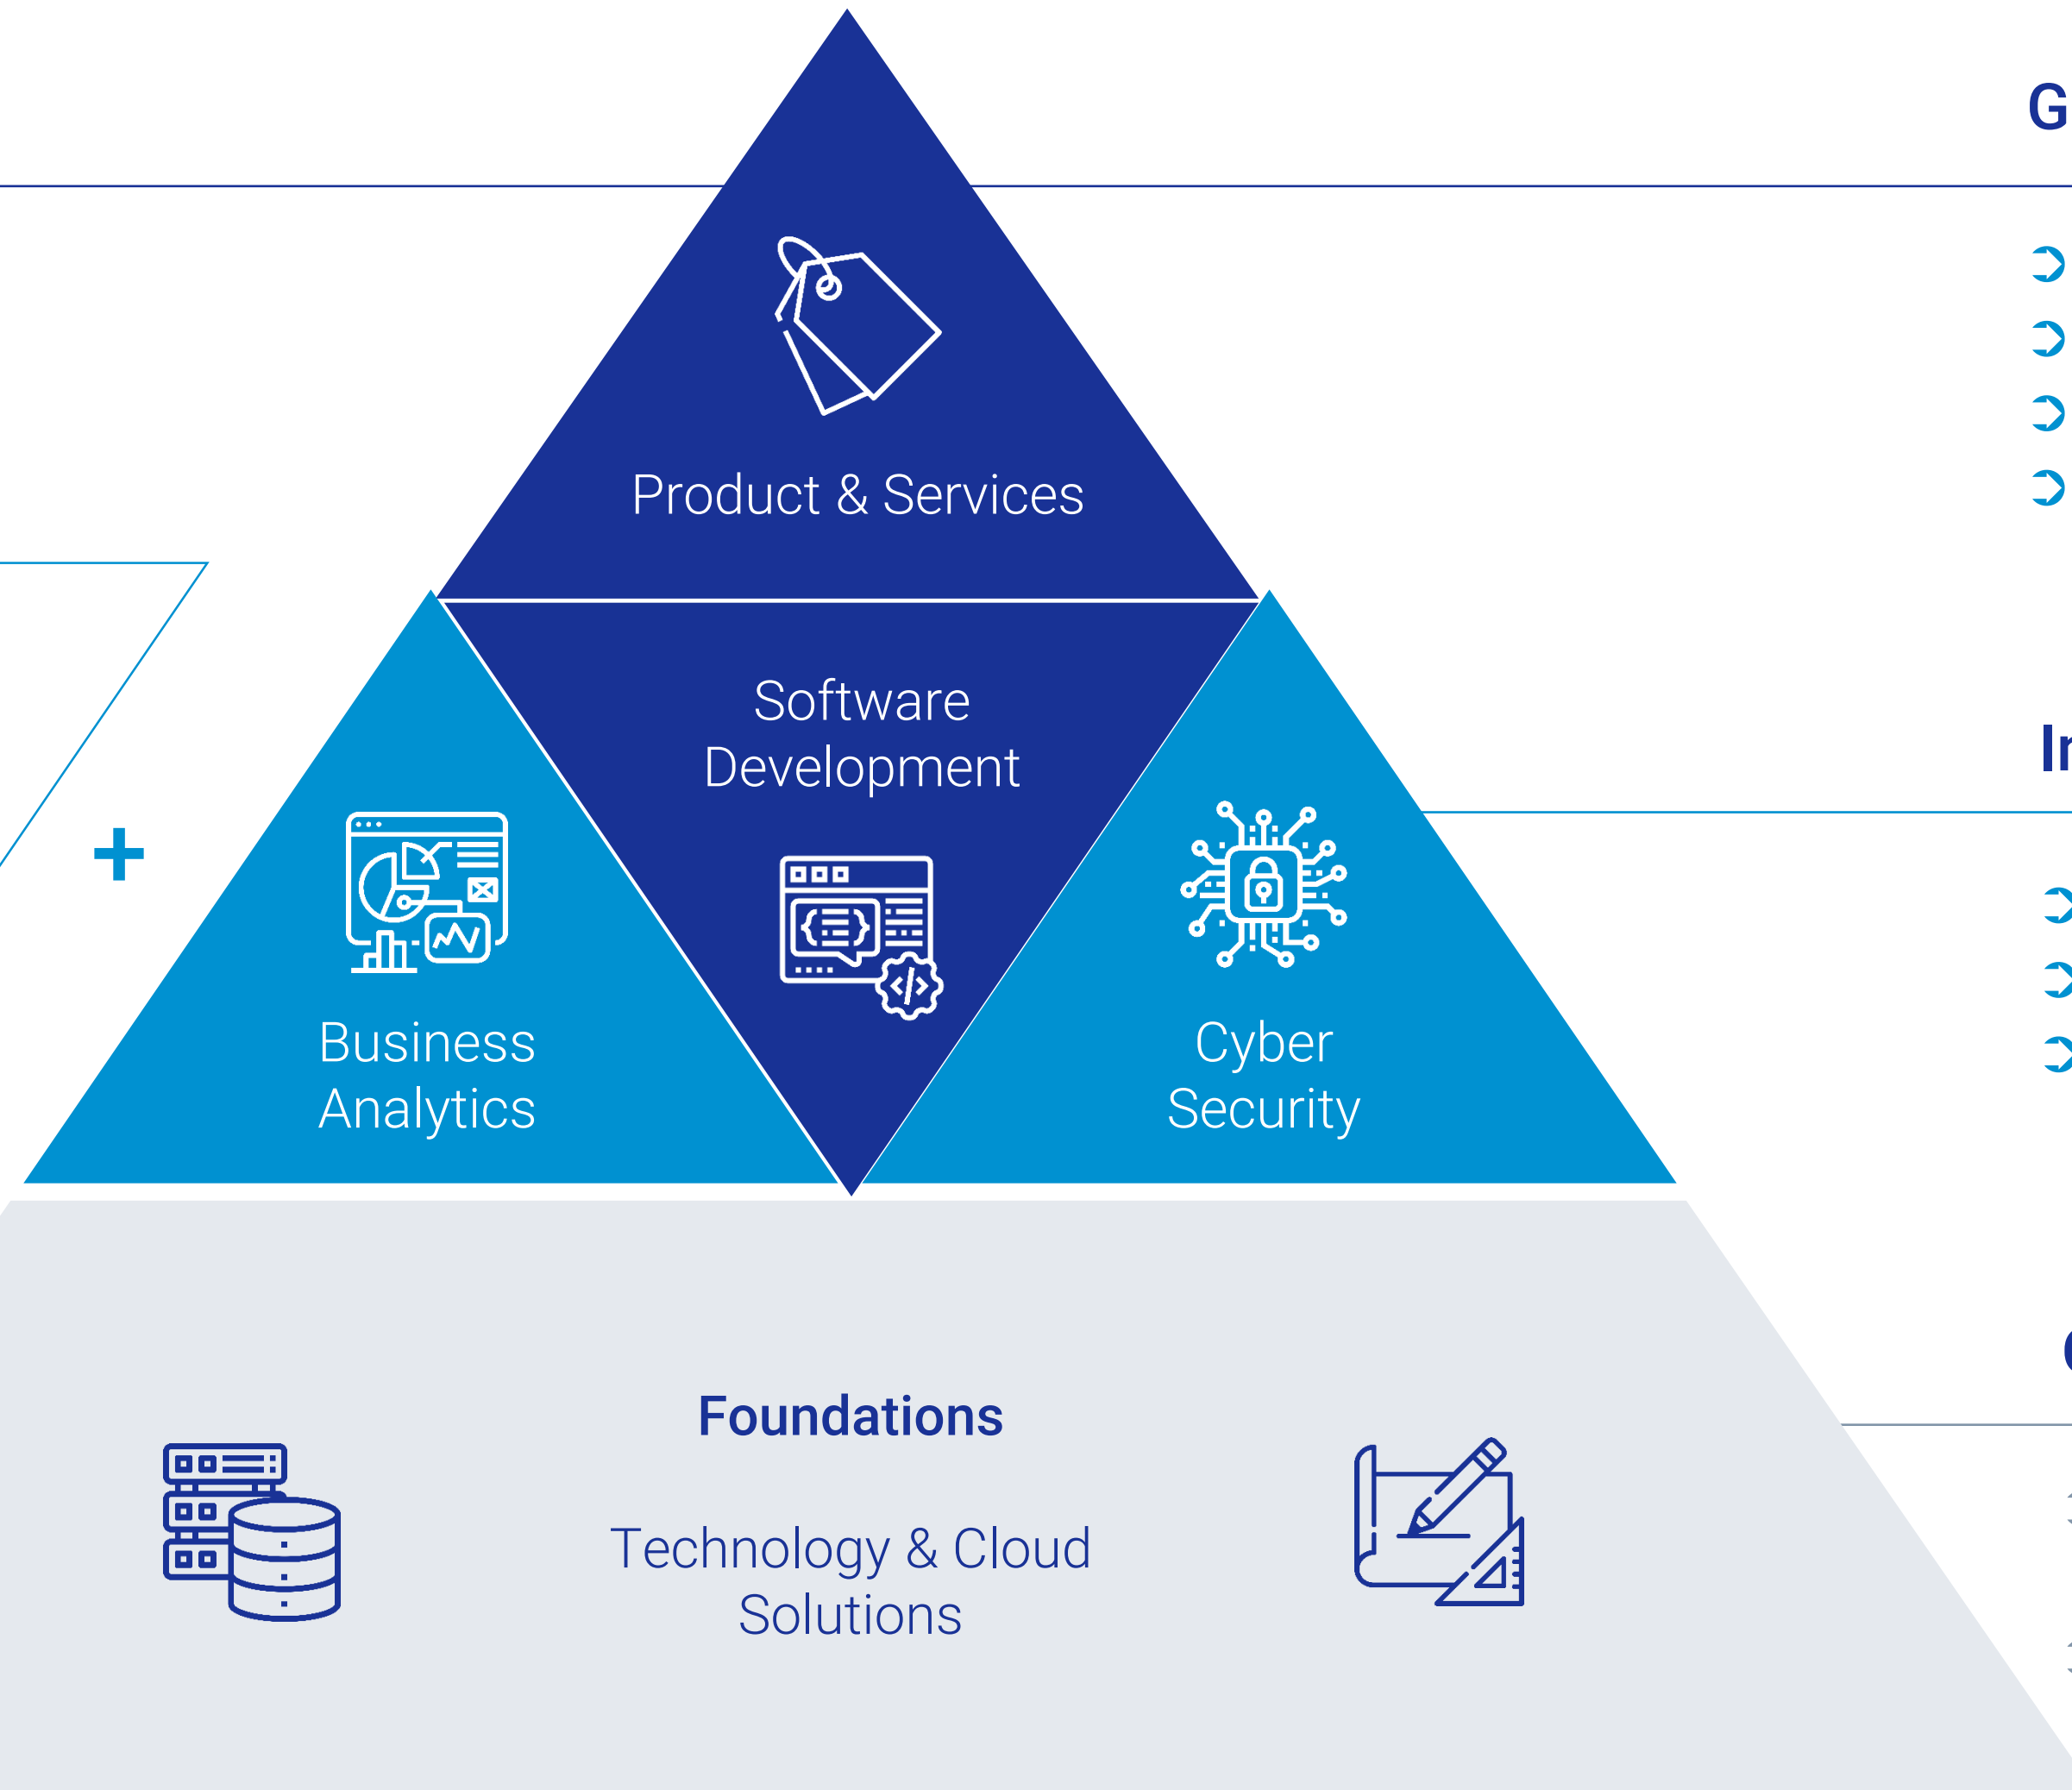 Product & Services
Software
Development
Business
Analytics
Cyber
Security
Foundations
Technology & Cloud
Solutions